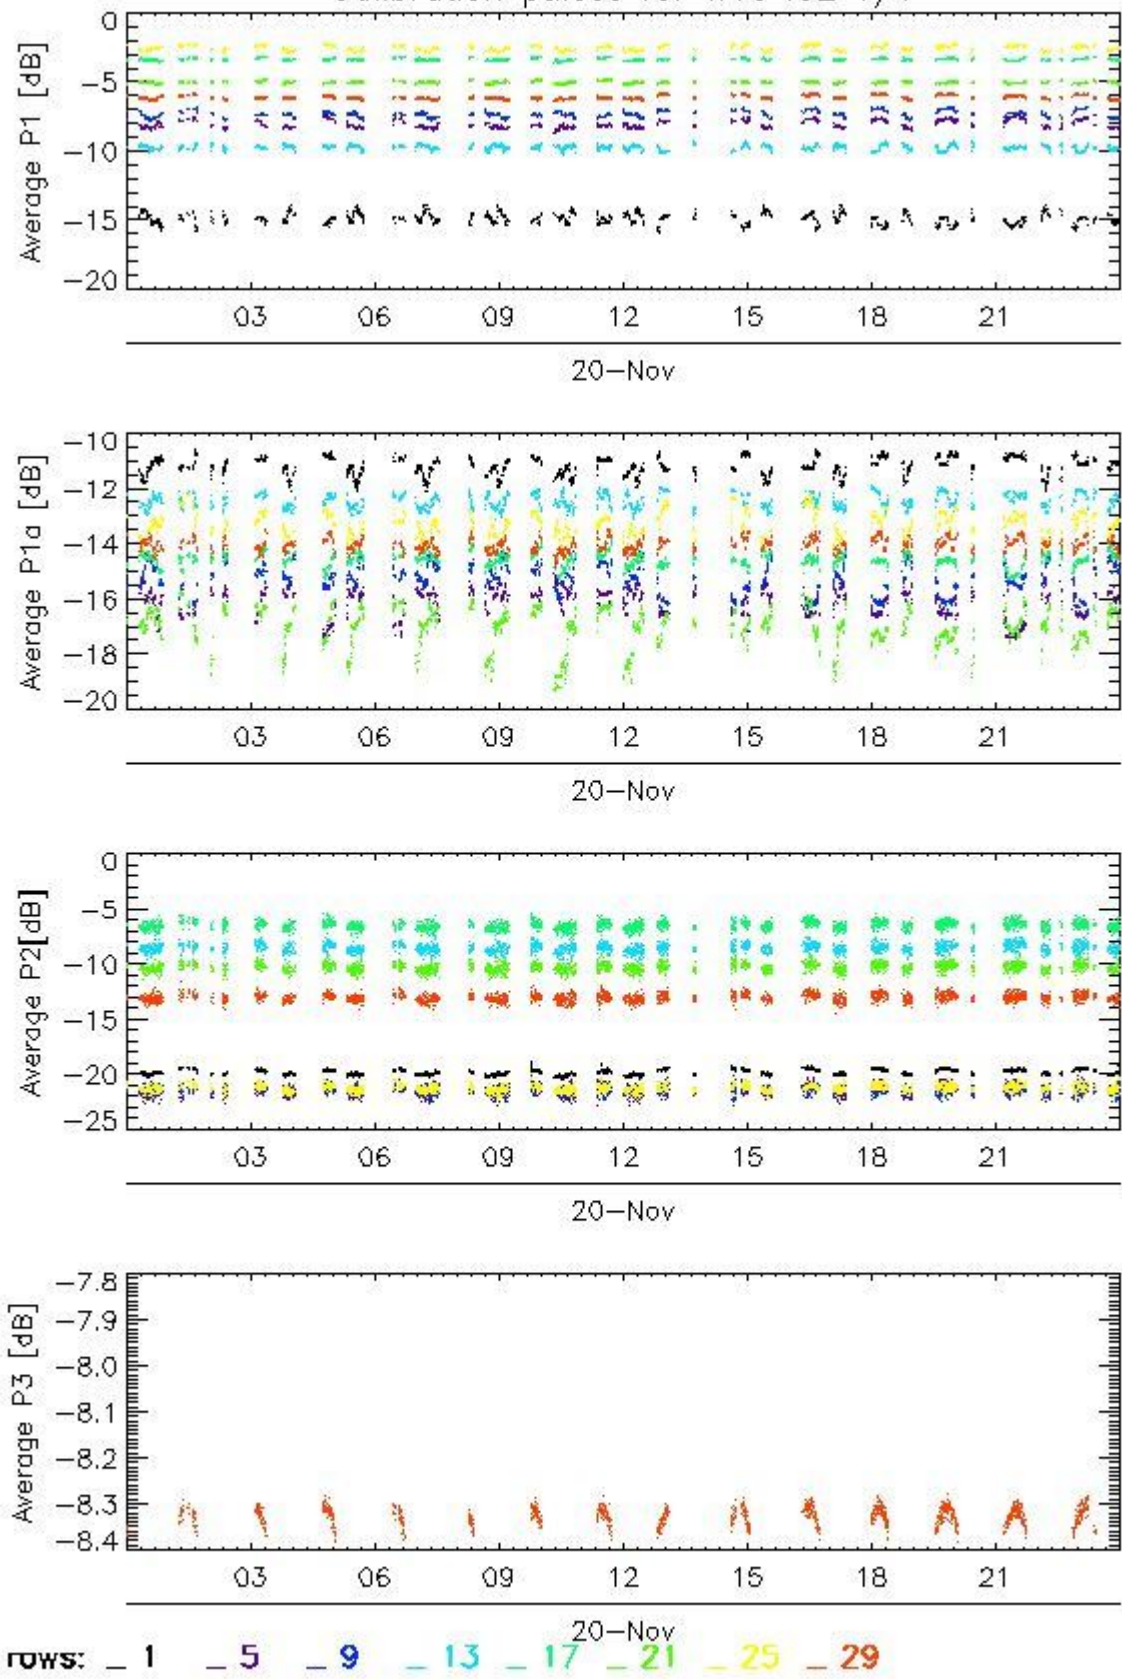 0
−5
−10
−15
−20
Average P1 [dB]
03 06 09 12 15 18 21
20−Nov
−10
−12
−14
−16
−18
−20
Average P1a [dB]
03 06 09 12 15 18 21
20−Nov
0
−5
−10
−15
−20
−25
Average P2[dB]
03 06 09 12 15 18 21
20−Nov
−7.8
−7.9
−8.0
−8.1
−8.2
−8.3
−8.4
Average P3 [dB]
03 06 09 12 15 18 21
20−Nov
rows: _ 1 _ 5 _ 9 _ 13 _ 17 _ 21 _ 25 _ 29